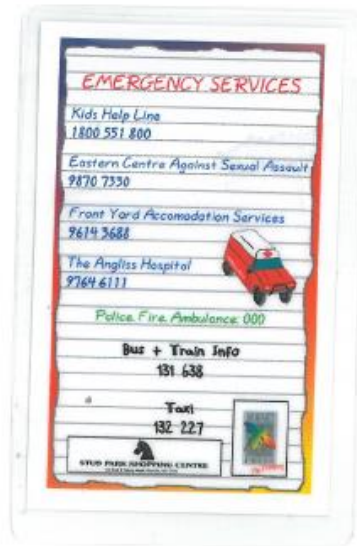 EMERGENCY SERVICES
Kids Help Line
1800 551 800
Eastern Centre Against Sexual Assault
9870 7330
Front Yard Accomodation Services
9614 3688
The Angliss Hospital
9764 6111
Police Fire Ambulance 000
Bus + Train Info
131 638
Taxi
132 227
STUD PARK SHOPPING CENTRE